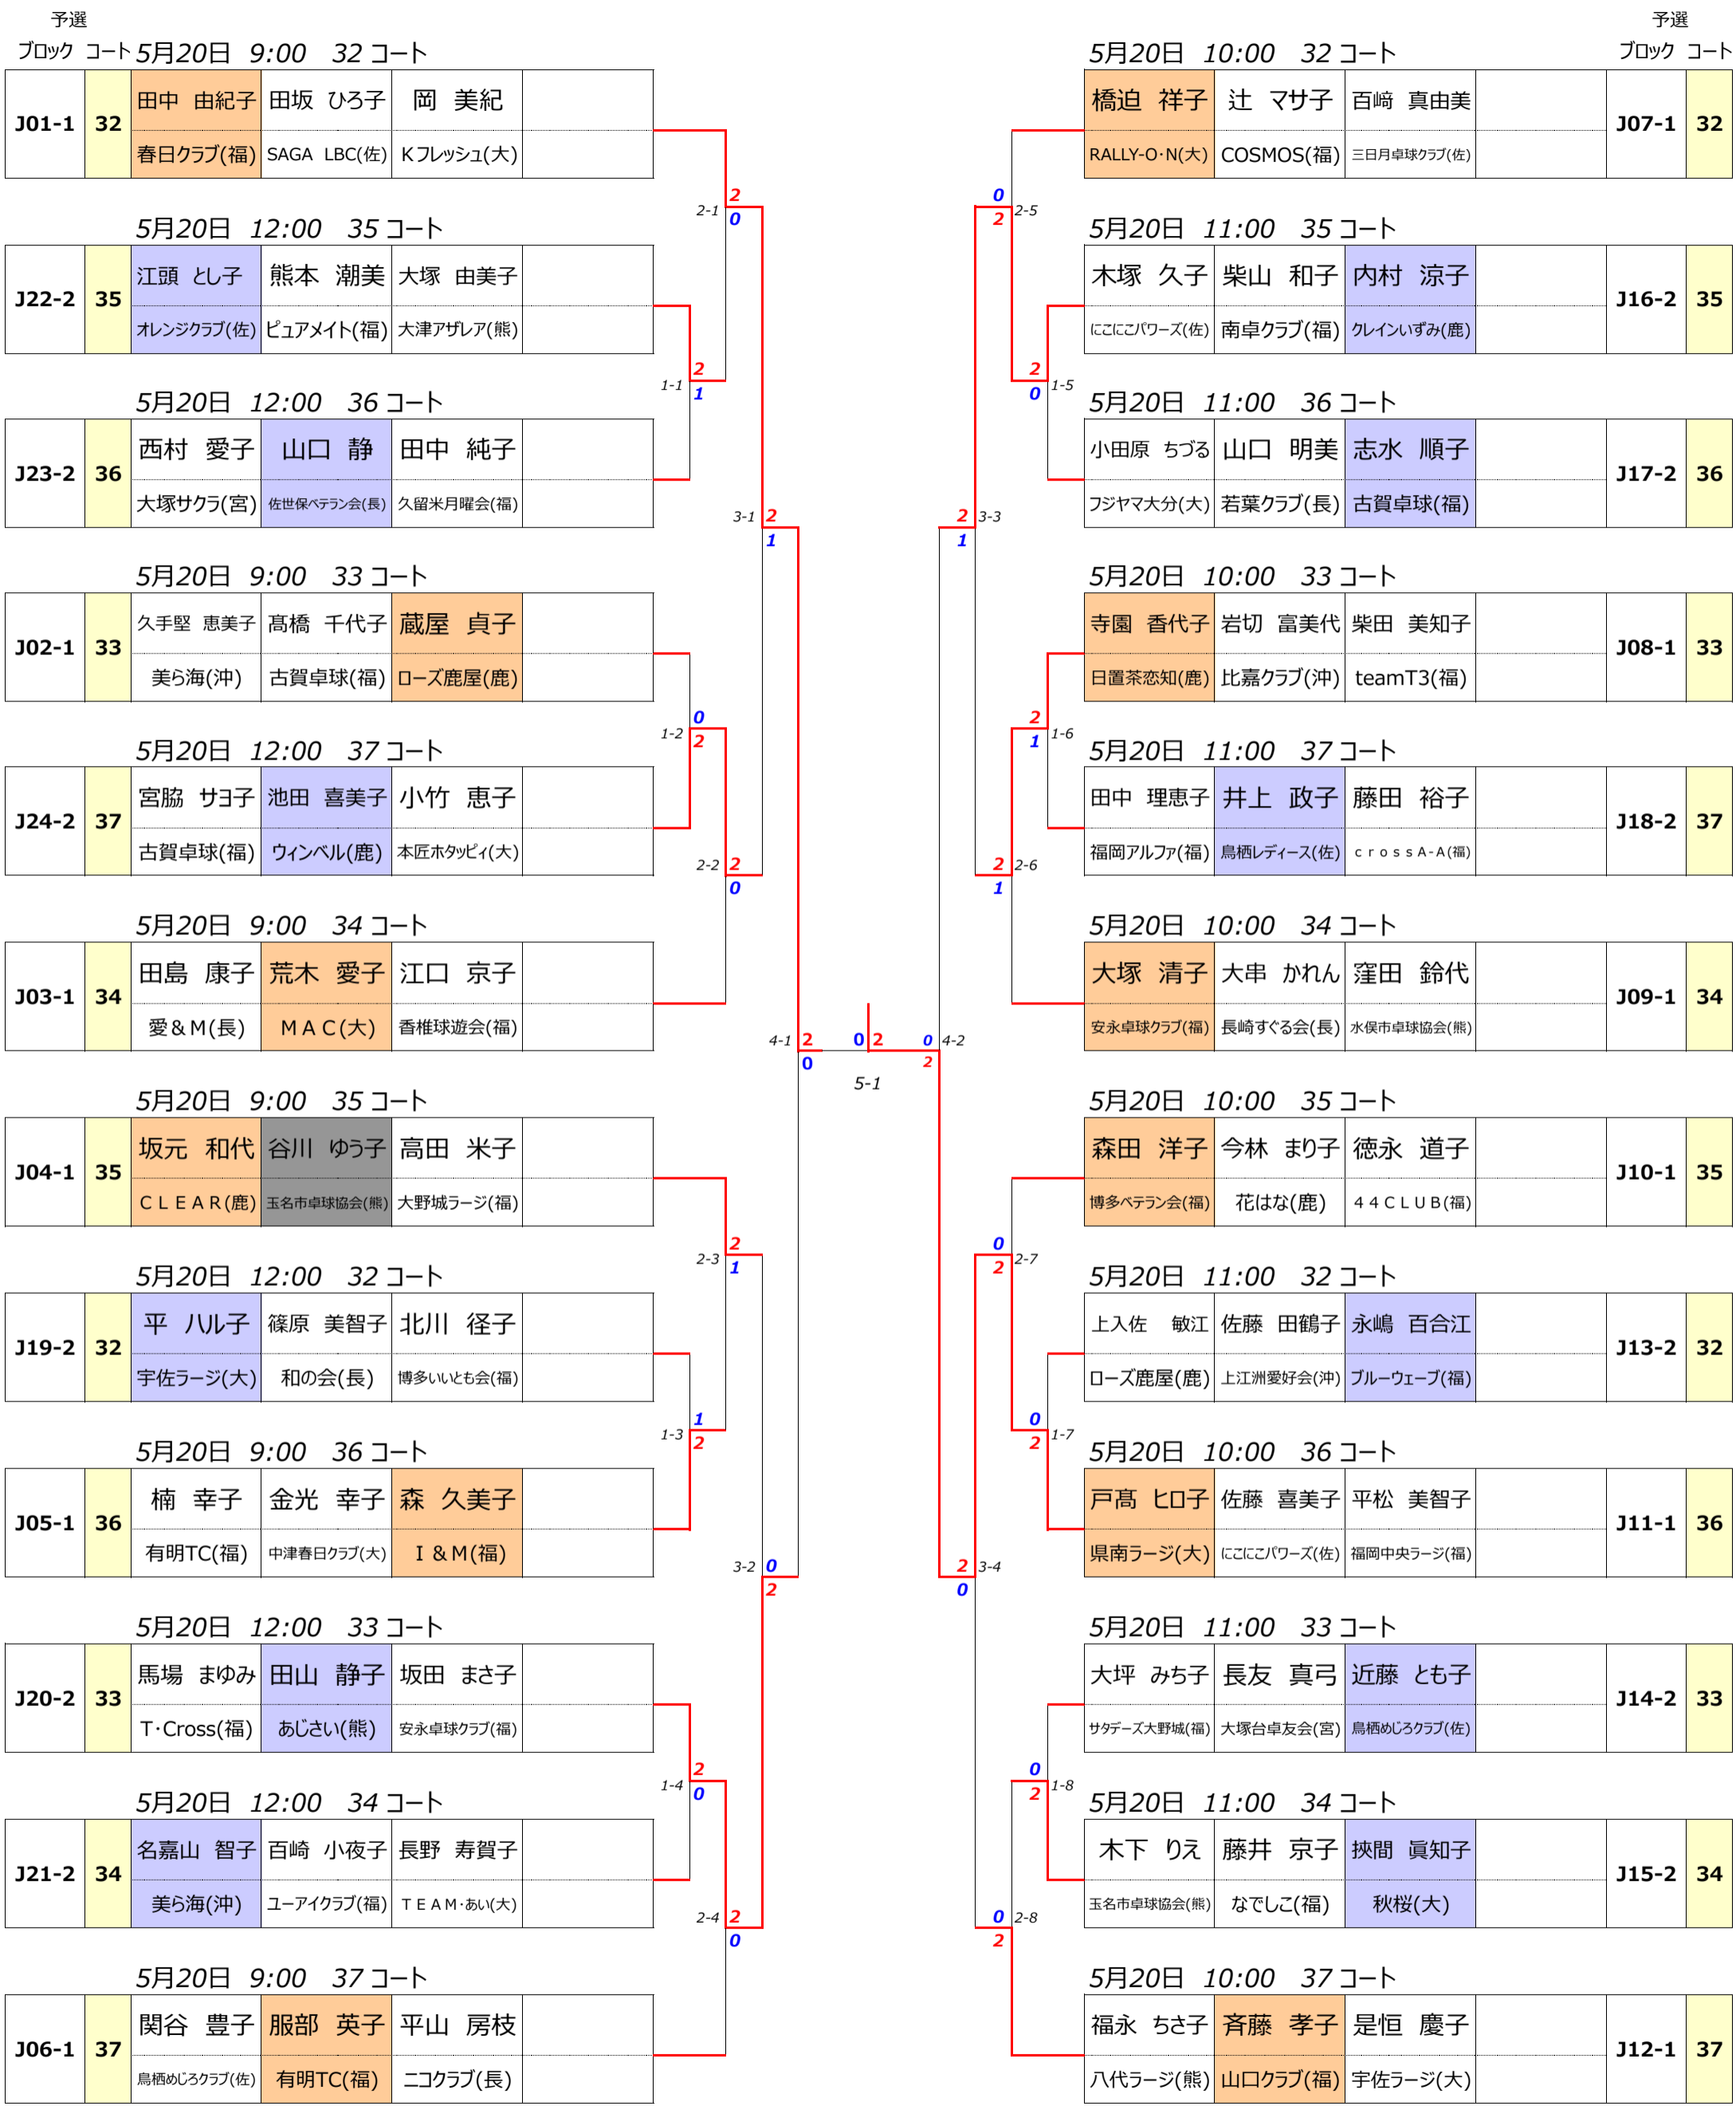 予選
ブロック コート 5月20日 9:00 32 コート
J01-1 32 田中 由紀子 田坂 ひろ子 岡 美紀
春日クラブ(福) SAGA LBC(佐) Kフレッシュ(大)
5月20日 12:00 35 コート
J22-2 35 江頭 とし子 熊本 潮美 大塚 由美子
オレンジクラブ(佐) ピュアメイト(福) 大津アザレア(熊)
5月20日 12:00 36 コート
J23-2 36 西村 愛子 山口 静 田中 純子
大塚サクラ(宮) 佐世保ベテラン会(長) 久留米月曜会(福)
5月20日 9:00 33 コート
J02-1 33 久手堅 恵美子 髙橋 千代子 蔵屋 貞子
美ら海(沖) 古賀卓球(福) ローズ鹿屋(鹿)
5月20日 12:00 37 コート
J24-2 37 宮脇 サヨ子 池田 喜美子 小竹 恵子
古賀卓球(福) ウィンベル(鹿) 本匠ホタッピィ(大)
5月20日 9:00 34 コート
J03-1 34 田島 康子 荒木 愛子 江口 京子
愛&M(長) MAC(大) 香椎球遊会(福)
5月20日 9:00 35 コート
J04-1 35 坂元 和代 谷川 ゆう子 高田 米子
CLEAR(鹿) 玉名市卓球協会(熊) 大野城ラージ(福)
5月20日 12:00 32 コート
J19-2 32 平 ハル子 篠原 美智子 北川 径子
宇佐ラージ(大) 和の会(長) 博多いいとも会(福)
5月20日 9:00 36 コート
J05-1 36 楠 幸子 金光 幸子 森 久美子
有明TC(福) 中津春日クラブ(大) I&M(福)
5月20日 12:00 33 コート
J20-2 33 馬場 まゆみ 田山 静子 坂田 まさ子
T・Cross(福) あじさい(熊) 安永卓球クラブ(福)
5月20日 12:00 34 コート
J21-2 34 名嘉山 智子 百崎 小夜子 長野 寿賀子
美ら海(沖) ユーアイクラブ(福) TEAM・あい(大)
5月20日 9:00 37 コート
J06-1 37 関谷 豊子 服部 英子 平山 房枝
鳥栖めじろクラブ(佐) 有明TC(福) ニコクラブ(長)
2-1 2
0
1-1 2
1
3-1 2
1
1-2 0
2
2-2 2
0
4-1 2
0
2-3 2
1
1-3 1
2
3-2 0
2
1-4 2
0
2-4 2
0
0 2
5-1
0 4-2
2
0 2-5
2
2 1-5
0
2 3-3
1
2 1-6
1
2 2-6
1
0 2-7
2
0 1-7
2
2 3-4
0
0 1-8
2
0 2-8
2
予選
5月20日 10:00 32 コート ブロック コート
橋迫 祥子 辻 マサ子 百﨑 真由美 J07-1 32
RALLY-O・N(大) COSMOS(福) 三日月卓球クラブ(佐)
5月20日 11:00 35 コート
木塚 久子 柴山 和子 内村 涼子 J16-2 35
にこにこパワーズ(佐) 南卓クラブ(福) クレインいずみ(鹿)
5月20日 11:00 36 コート
小田原 ちづる 山口 明美 志水 順子 J17-2 36
フジヤマ大分(大) 若葉クラブ(長) 古賀卓球(福)
5月20日 10:00 33 コート
寺園 香代子 岩切 富美代 柴田 美知子 J08-1 33
日置茶恋知(鹿) 比嘉クラブ(沖) teamT3(福)
5月20日 11:00 37 コート
田中 理恵子 井上 政子 藤田 裕子 J18-2 37
福岡アルファ(福) 鳥栖レディース(佐) crossA-A(福)
5月20日 10:00 34 コート
大塚 清子 大串 かれん 窪田 鈴代 J09-1 34
安永卓球クラブ(福) 長崎すぐる会(長) 水俣市卓球協会(熊)
5月20日 10:00 35 コート
森田 洋子 今林 まり子 徳永 道子 J10-1 35
博多ベテラン会(福) 花はな(鹿) 44CLUB(福)
5月20日 11:00 32 コート
上入佐 敏江 佐藤 田鶴子 永嶋 百合江 J13-2 32
ローズ鹿屋(鹿) 上江洲愛好会(沖) ブルーウェーブ(福)
5月20日 10:00 36 コート
戸髙 ヒロ子 佐藤 喜美子 平松 美智子 J11-1 36
県南ラージ(大) にこにこパワーズ(佐) 福岡中央ラージ(福)
5月20日 11:00 33 コート
大坪 みち子 長友 真弓 近藤 とも子 J14-2 33
サタデーズ大野城(福) 大塚台卓友会(宮) 鳥栖めじろクラブ(佐)
5月20日 11:00 34 コート
木下 りえ 藤井 京子 挾間 眞知子 J15-2 34
玉名市卓球協会(熊) なでしこ(福) 秋桜(大)
5月20日 10:00 37 コート
福永 ちさ子 斉藤 孝子 是恒 慶子 J12-1 37
八代ラージ(熊) 山口クラブ(福) 宇佐ラージ(大)